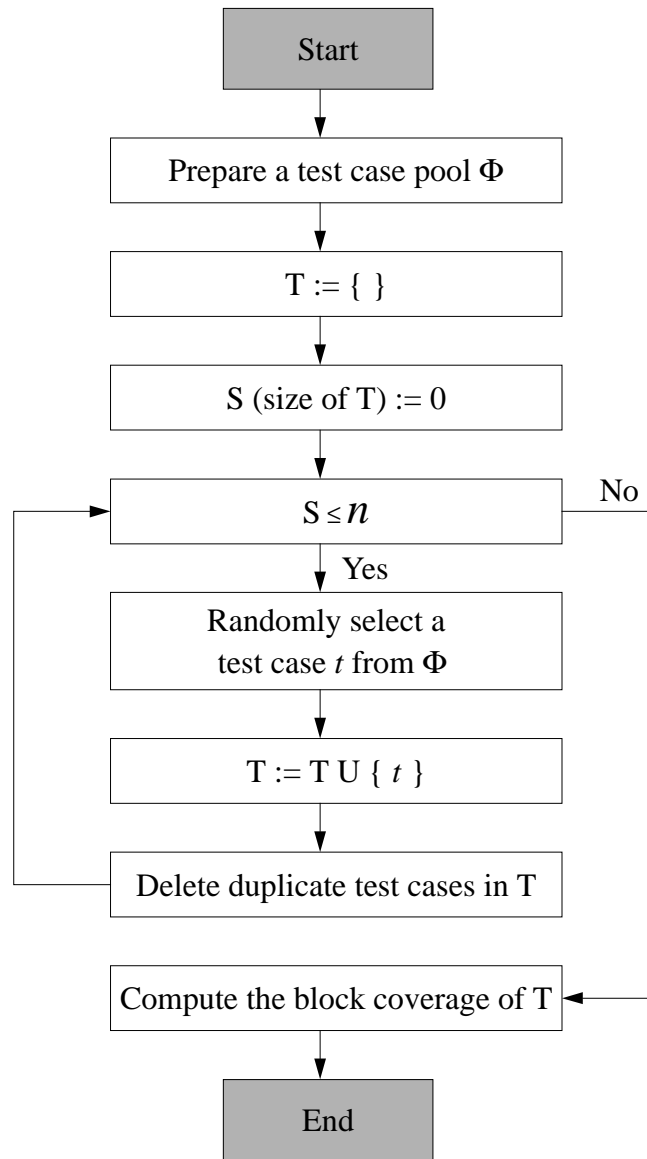 Start
Prepare a test case pool Φ
T := { }
S (size of T) := 0
S ≤ n
No
Yes
Randomly select a
test case t from Φ
T := T U { t }
Delete duplicate test cases in T
Compute the block coverage of T
End